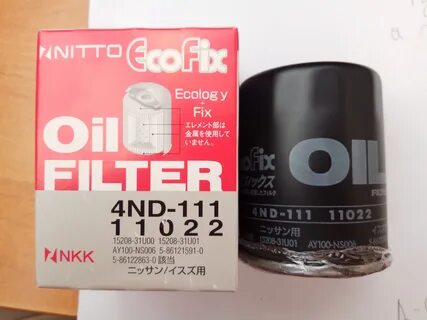 NITTO EcoFix
Ecology
+
Fix
エレメント部は
金属を使用して
いません。
Oil
FILTER
4ND-111
11022
15208-31U00 15208-31U01
AY100-NS006 5-86121591-0
5-86122863-0 該当
NKK ニッサン/イズズ用
EcoFix
OIL
4ND-111 11022
ニッサン用
15208-31U01
AY100-NS006